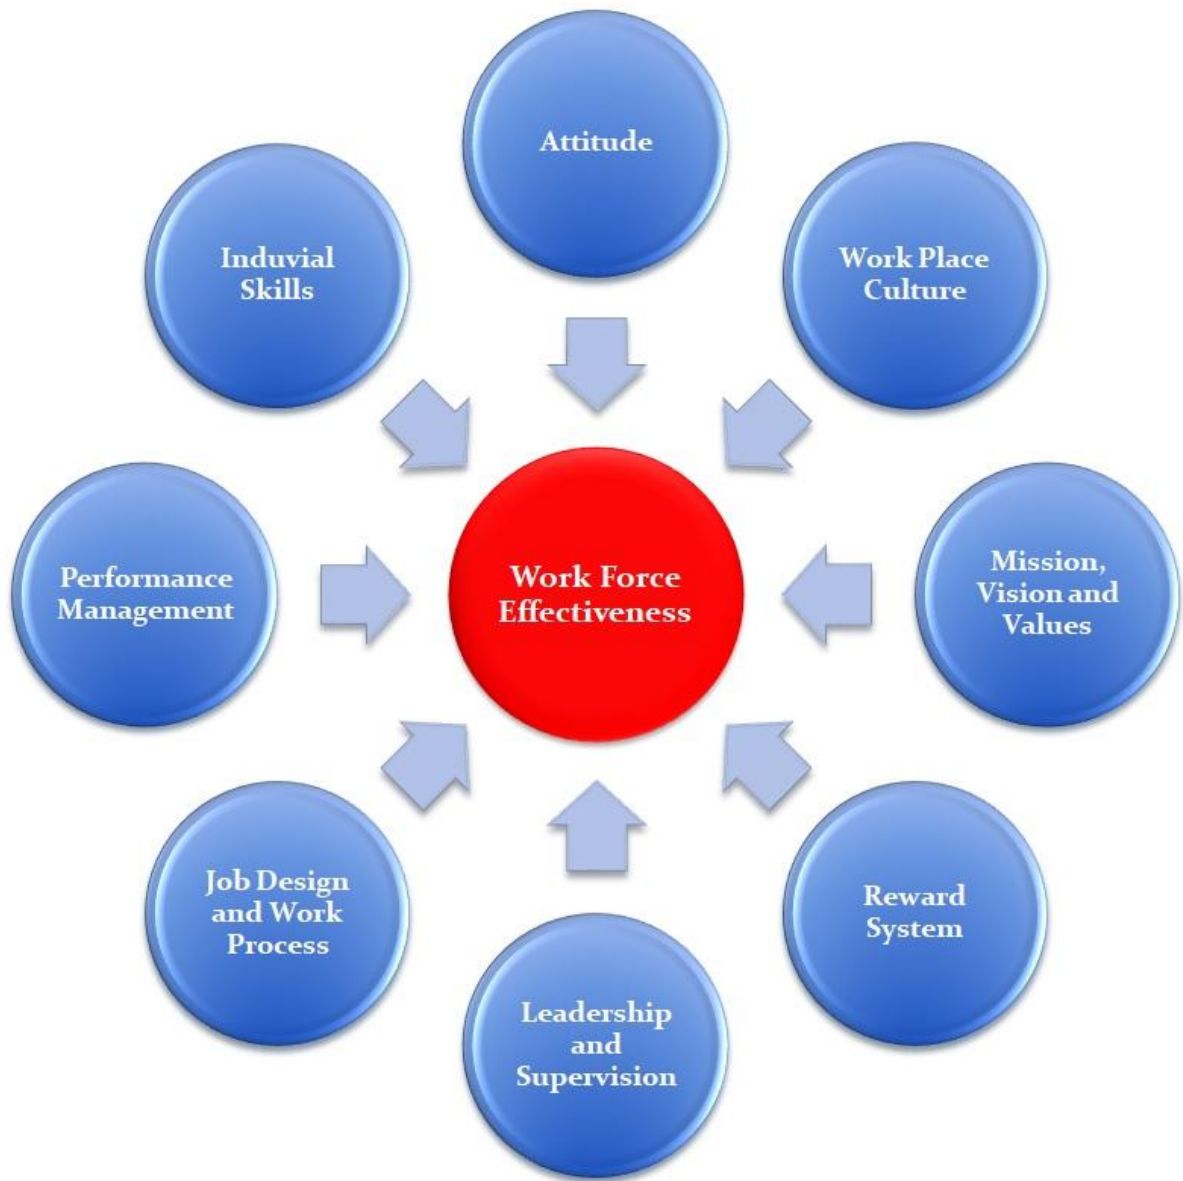 Attitude
Work Place
Culture
Mission,
Vision and
Values
Reward
System
Leadership
and
Supervision
Job Design
and Work
Process
Performance
Management
Induvial
Skills
Work Force
Effectiveness